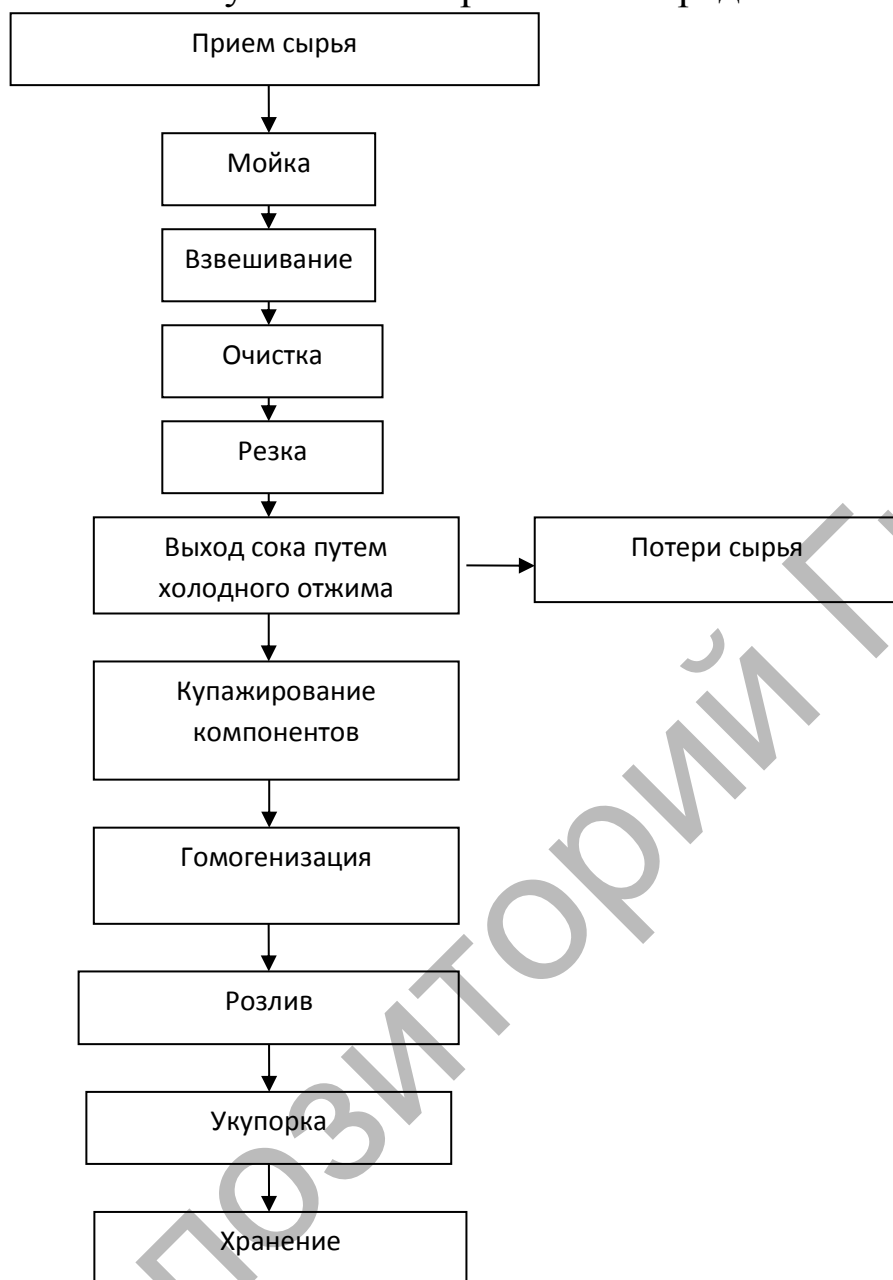 Прием сырья
Мойка
Взвешивание
Очистка
Резка
Выход сока путем
холодного отжима
Потери сырья
Купажирование
компонентов
Гомогенизация
Розлив
Укупорка
Хранение